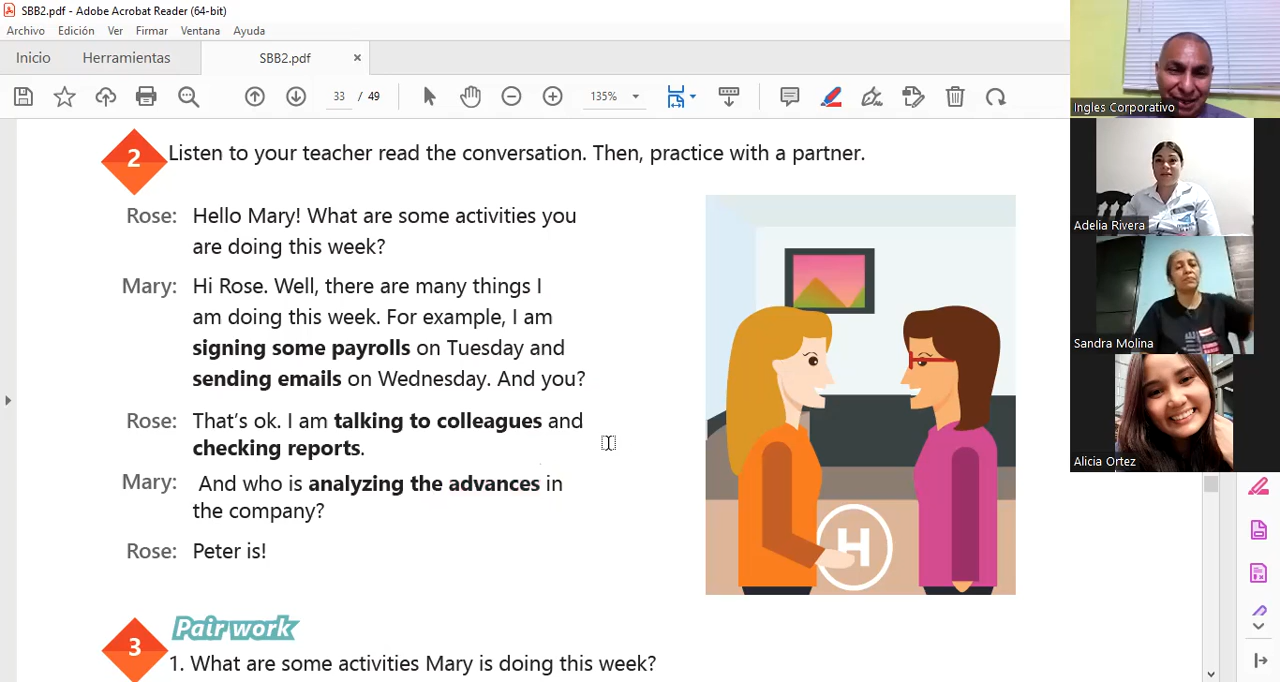 SBB2.pdf - Adobe Acrobat Reader (64-bit)
Archivo Edición Ver Firmar Ventana Ayuda
Inicio Herramientas SBB2.pdf ×
33 / 49 135%
2 Listen to your teacher read the conversation. Then, practice with a partner.
Rose: Hello Mary! What are some activities you
are doing this week?
Mary: Hi Rose. Well, there are many things I
am doing this week. For example, I am
signing some payrolls on Tuesday and
sending emails on Wednesday. And you?
Rose: That's ok. I am talking to colleagues and
checking reports.
Mary: And who is analyzing the advances in
the company?
Rose: Peter is!
H
3 Pair work
1. What are some activities Mary is doing this week?
Ingles Corporativo
Adelia Rivera
Sandra Molina
Alicia Ortez